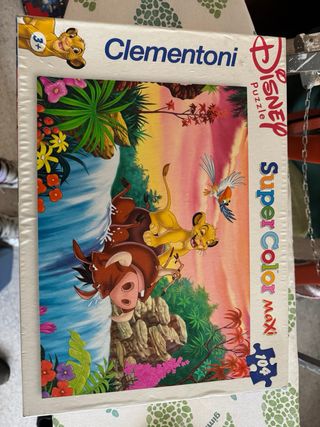 3+
Clementoni
DISNEY
Puzzle
SuperColor
MAXI
104